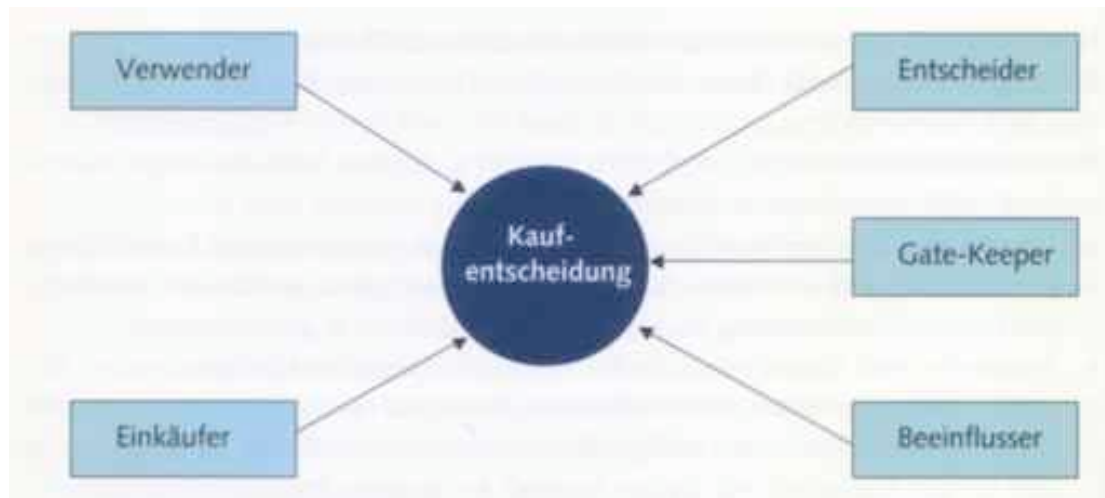 Verwender
Entscheider
Kauf-
entscheidung
Gate-Keeper
Einkäufer
Beeinflusser